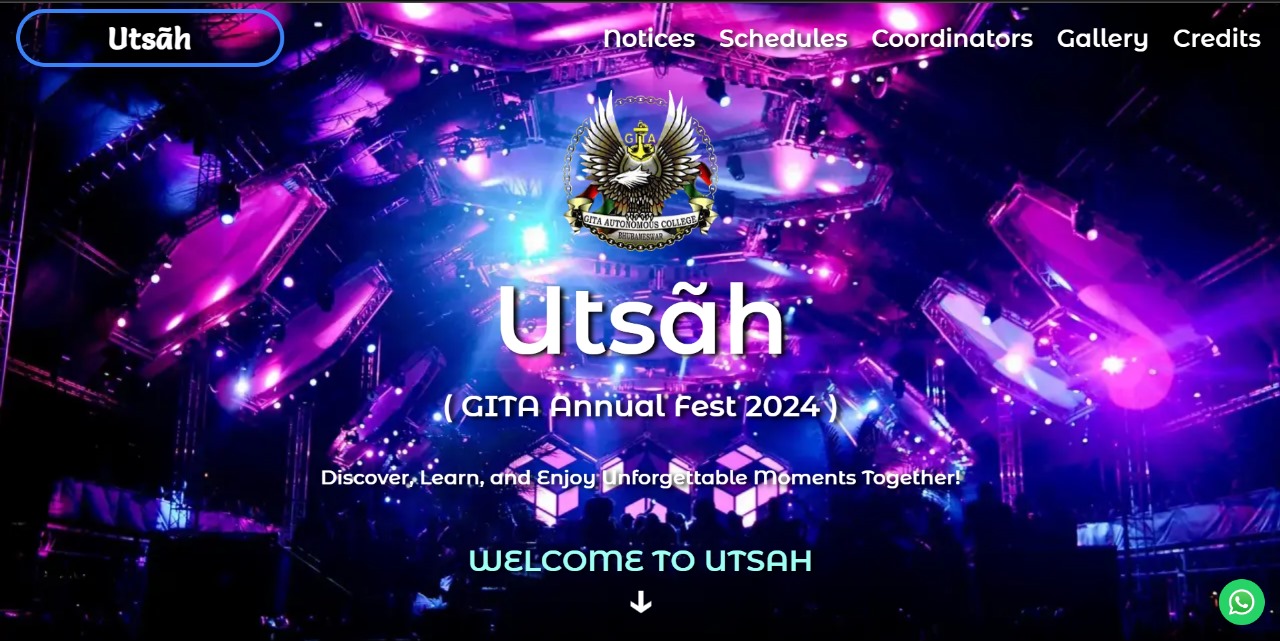 Utsãh
Notices Schedules Coordinators Gallery Credits
GITA
GITA AUTONOMOUS COLLEGE
BHUBANESWAR
Utsãh
( GITA Annual Fest 2024 )
Discover, Learn, and Enjoy Unforgettable Moments Together!
WELCOME TO UTSAH